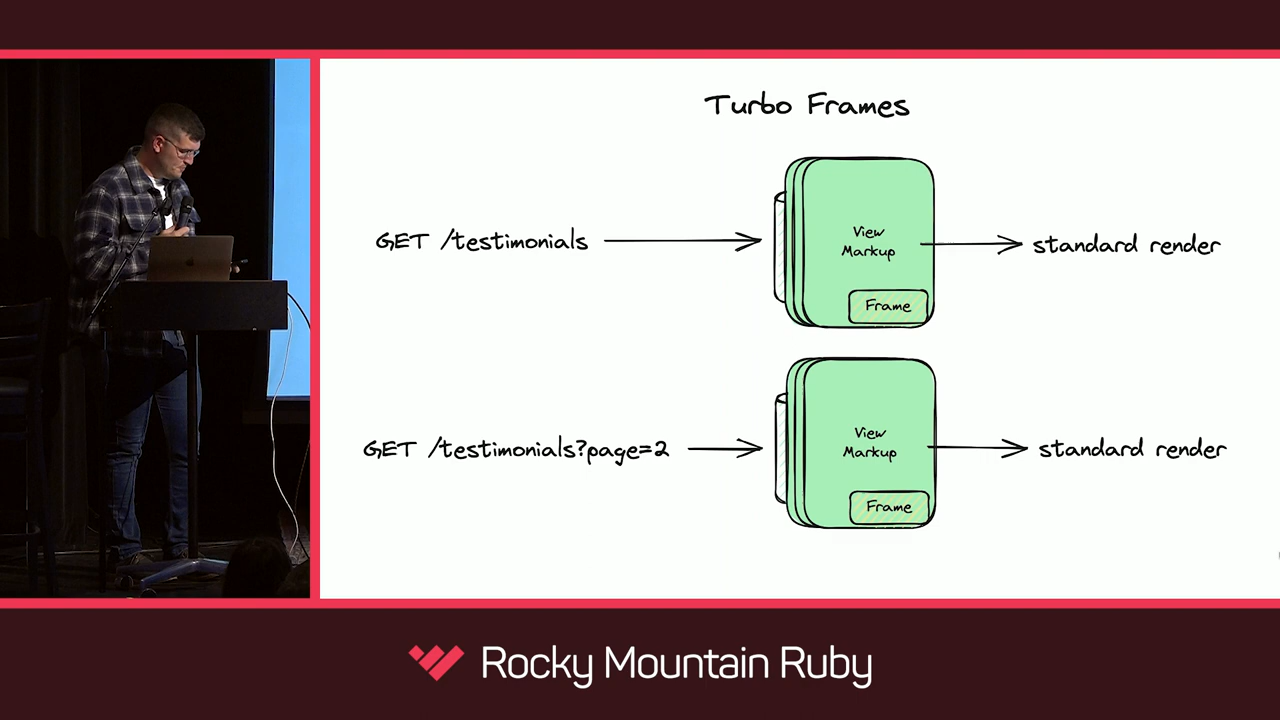 Turbo Frames
GET /testimonials
View
Markup
Frame
standard render
GET /testimonials?page=2
View
Markup
Frame
standard render
Rocky Mountain Ruby